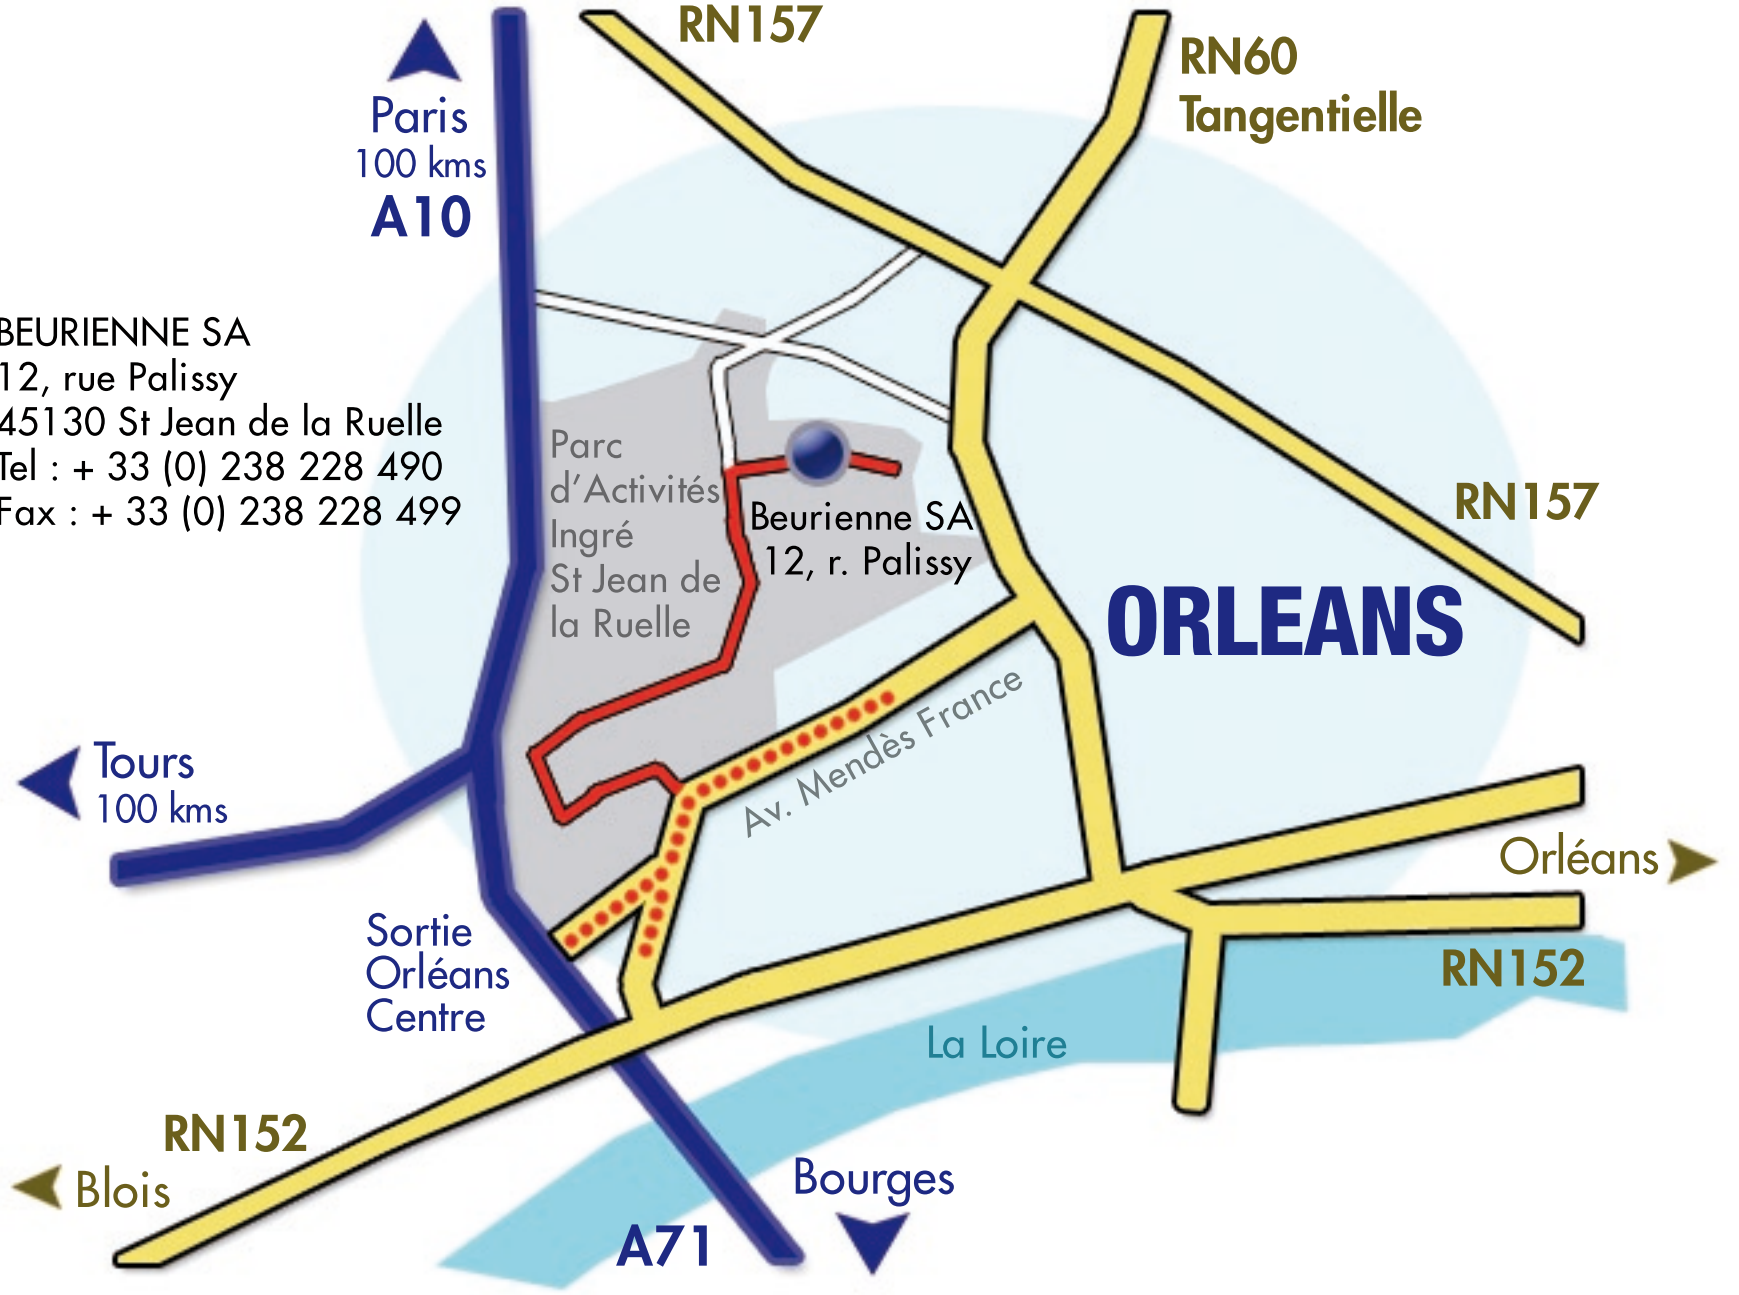 RN157
RN60
Tangentielle
Paris
100 kms
A10
BEURIENNE SA
12, rue Palissy
45130 St Jean de la Ruelle
Tel : + 33 (0) 238 228 490
Fax : + 33 (0) 238 228 499
Parc
d'Activités
Ingré
St Jean de
la Ruelle
Beurienne SA
12, r. Palissy
RN157
ORLEANS
Av. Mendès France
Tours
100 kms
Orléans
Sortie
Orléans
Centre
RN152
La Loire
RN152
Blois
Bourges
A71